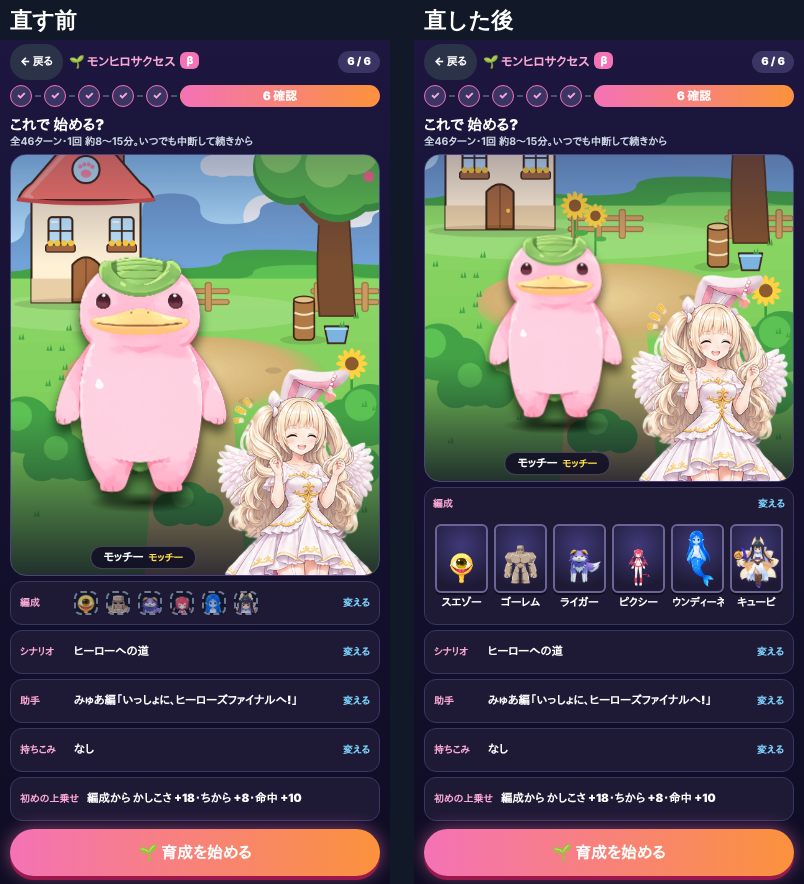 直す前
← 戻る 🌱 モンヒロサクセス β 6 / 6
6 確認
これで 始める?
全46ターン・1回 約8〜15分。いつでも中断して続きから
モッチー モッチー
編成 変える
シナリオ ヒーローへの道 変える
助手 みゅあ編「いっしょに、ヒーローズファイナルへ!」 変える
持ちこみ なし 変える
初めの上乗せ 編成から かしこさ +18・ちから +8・命中 +10
🌱 育成を始める
直した後
← 戻る 🌱 モンヒロサクセス β 6 / 6
6 確認
これで 始める?
全46ターン・1回 約8〜15分。いつでも中断して続きから
モッチー モッチー
編成 変える
スエゾー ゴーレム ライガー ピクシー ウンディーネ キュービ
シナリオ ヒーローへの道 変える
助手 みゅあ編「いっしょに、ヒーローズファイナルへ!」 変える
持ちこみ なし 変える
初めの上乗せ 編成から かしこさ +18・ちから +8・命中 +10
🌱 育成を始める